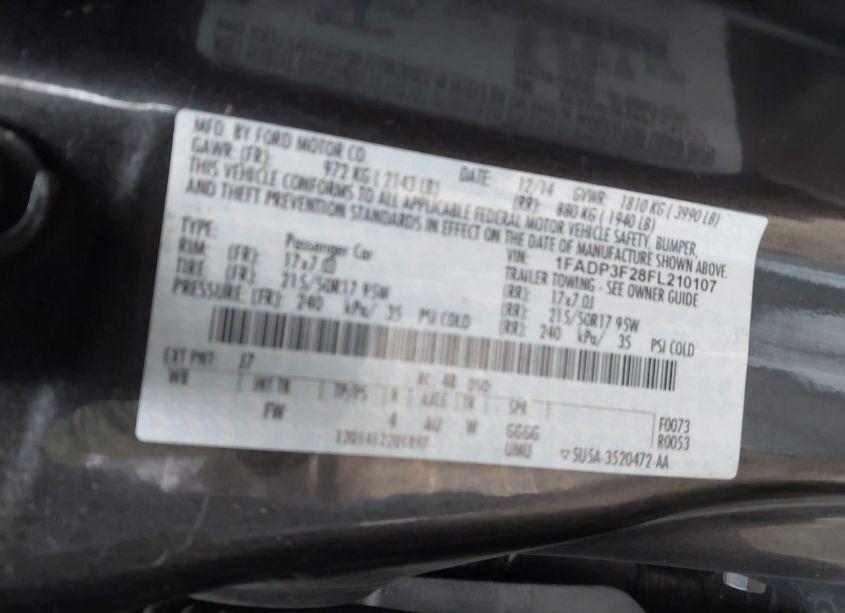 MFD. BY FORD MOTOR CO.
DATE: 12/14 GVWR: 1810 KG ( 3990 LB)
GAWR: (FR): 972 KG ( 2143 LB) (RR): 880 KG ( 1940 LB)
THIS VEHICLE CONFORMS TO ALL APPLICABLE FEDERAL MOTOR VEHICLE SAFETY, BUMPER,
AND THEFT PREVENTION STANDARDS IN EFFECT ON THE DATE OF MANUFACTURE SHOWN ABOVE.
VIN: 1FADP3F28FL210107
TYPE: Passenger Car TRAILER TOWING - SEE OWNER GUIDE
RIM: (FR): 17x7.0J (RR): 17x7.0J
TIRE: (FR): 215/50R17 95W (RR): 215/50R17 95W
PRESSURE: (FR): 240 kPa/ 35 PSI COLD (RR): 240 kPa/ 35 PSI COLD
EXT PNT: J7 RC: 48 DSO:
WB INT TR TP/PS R AXLE TR SPR
FW 4 AU W GGGG
UMU
F0073
R0053
5U5A-3520472-AA